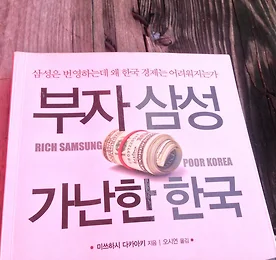 삼성은 번영하는데 왜 한국 경제는 어려워지는가
부자 삼성
RICH SAMSUNG
POOR KOREA
가난한 한국
미쓰하시 다카아키 지음 | 오시연 옮김